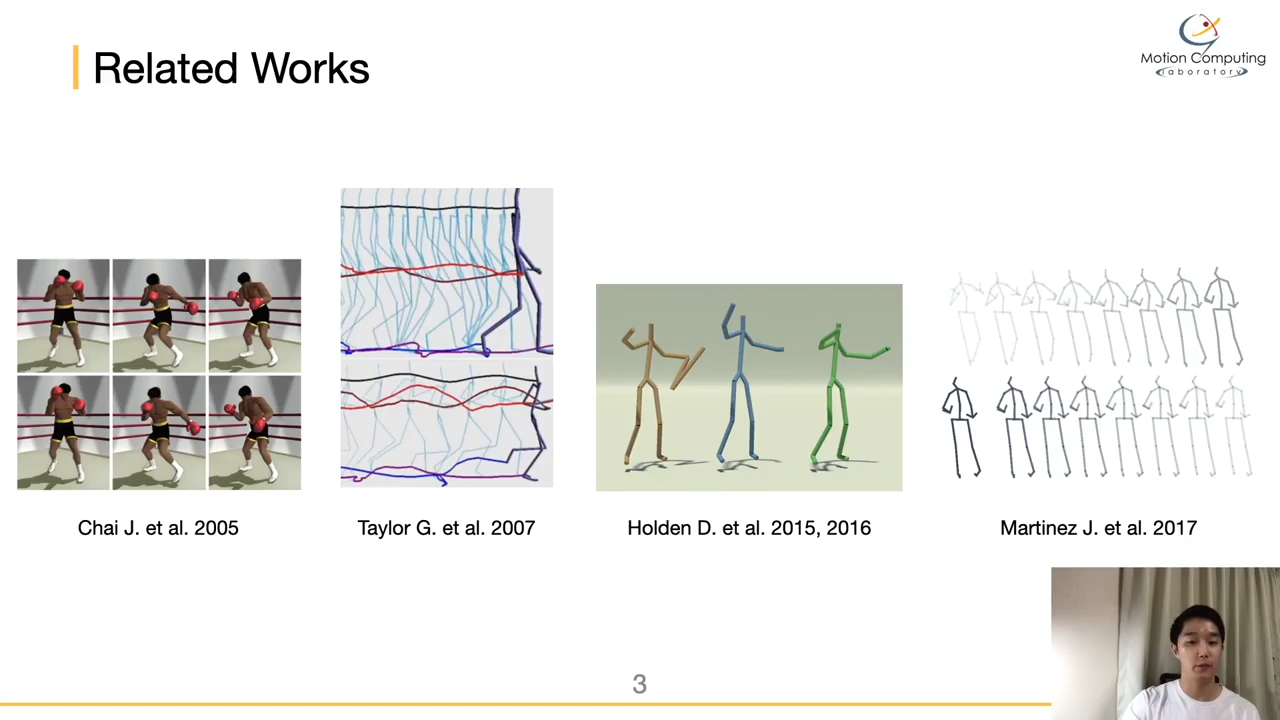 Related Works
Motion Computing
laboratory
Chai J. et al. 2005
Taylor G. et al. 2007
Holden D. et al. 2015, 2016
Martinez J. et al. 2017
3